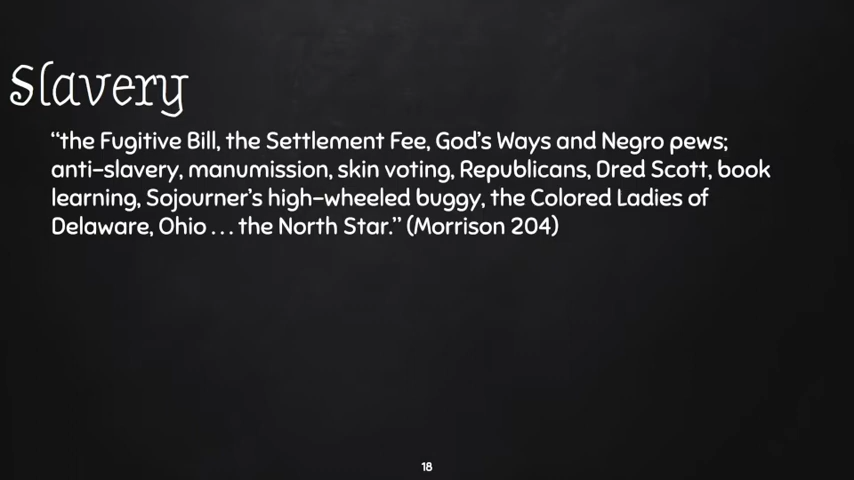 Slavery
“the Fugitive Bill, the Settlement Fee, God’s Ways and Negro pews;
anti-slavery, manumission, skin voting, Republicans, Dred Scott, book
learning, Sojourner’s high-wheeled buggy, the Colored Ladies of
Delaware, Ohio . . . the North Star.” (Morrison 204)
18